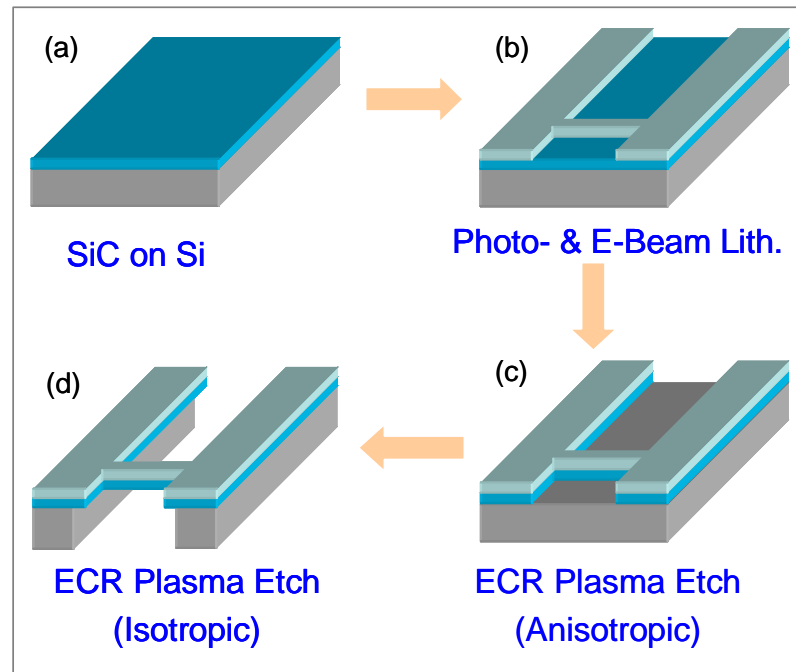 (a)
SiC on Si
(b)
Photo- & E-Beam Lith.
(c)
ECR Plasma Etch
(Anisotropic)
(d)
ECR Plasma Etch
(Isotropic)